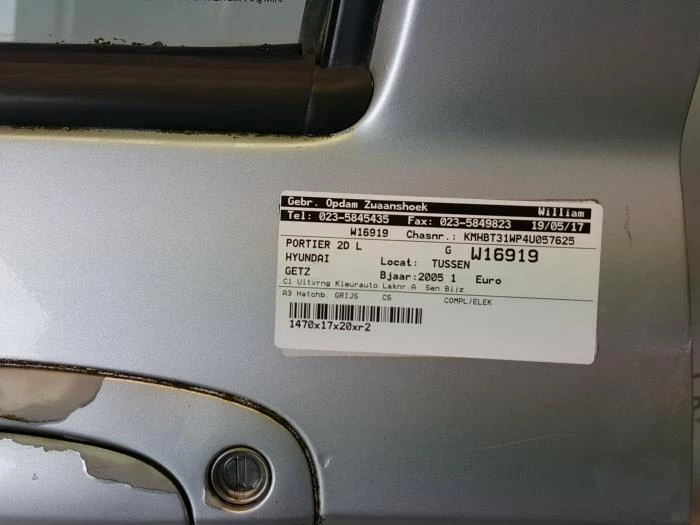 Gebr. Opdam Zwaanshoek William
Tel: 023-5845435 Fax: 023-5849823 19/05/17
W16919 Chasnr.: KMHBT31WP4U057625
PORTIER 2D L G W16919
HYUNDAI Locat: TUSSEN
GETZ Bjaar:2005 1 Euro
Cl Uitvrng Kleurauto Laknr.A Sen Bijz.
A3 Hatchb. GRIJS CS COMPL/ELEK
1470x17x20xr2